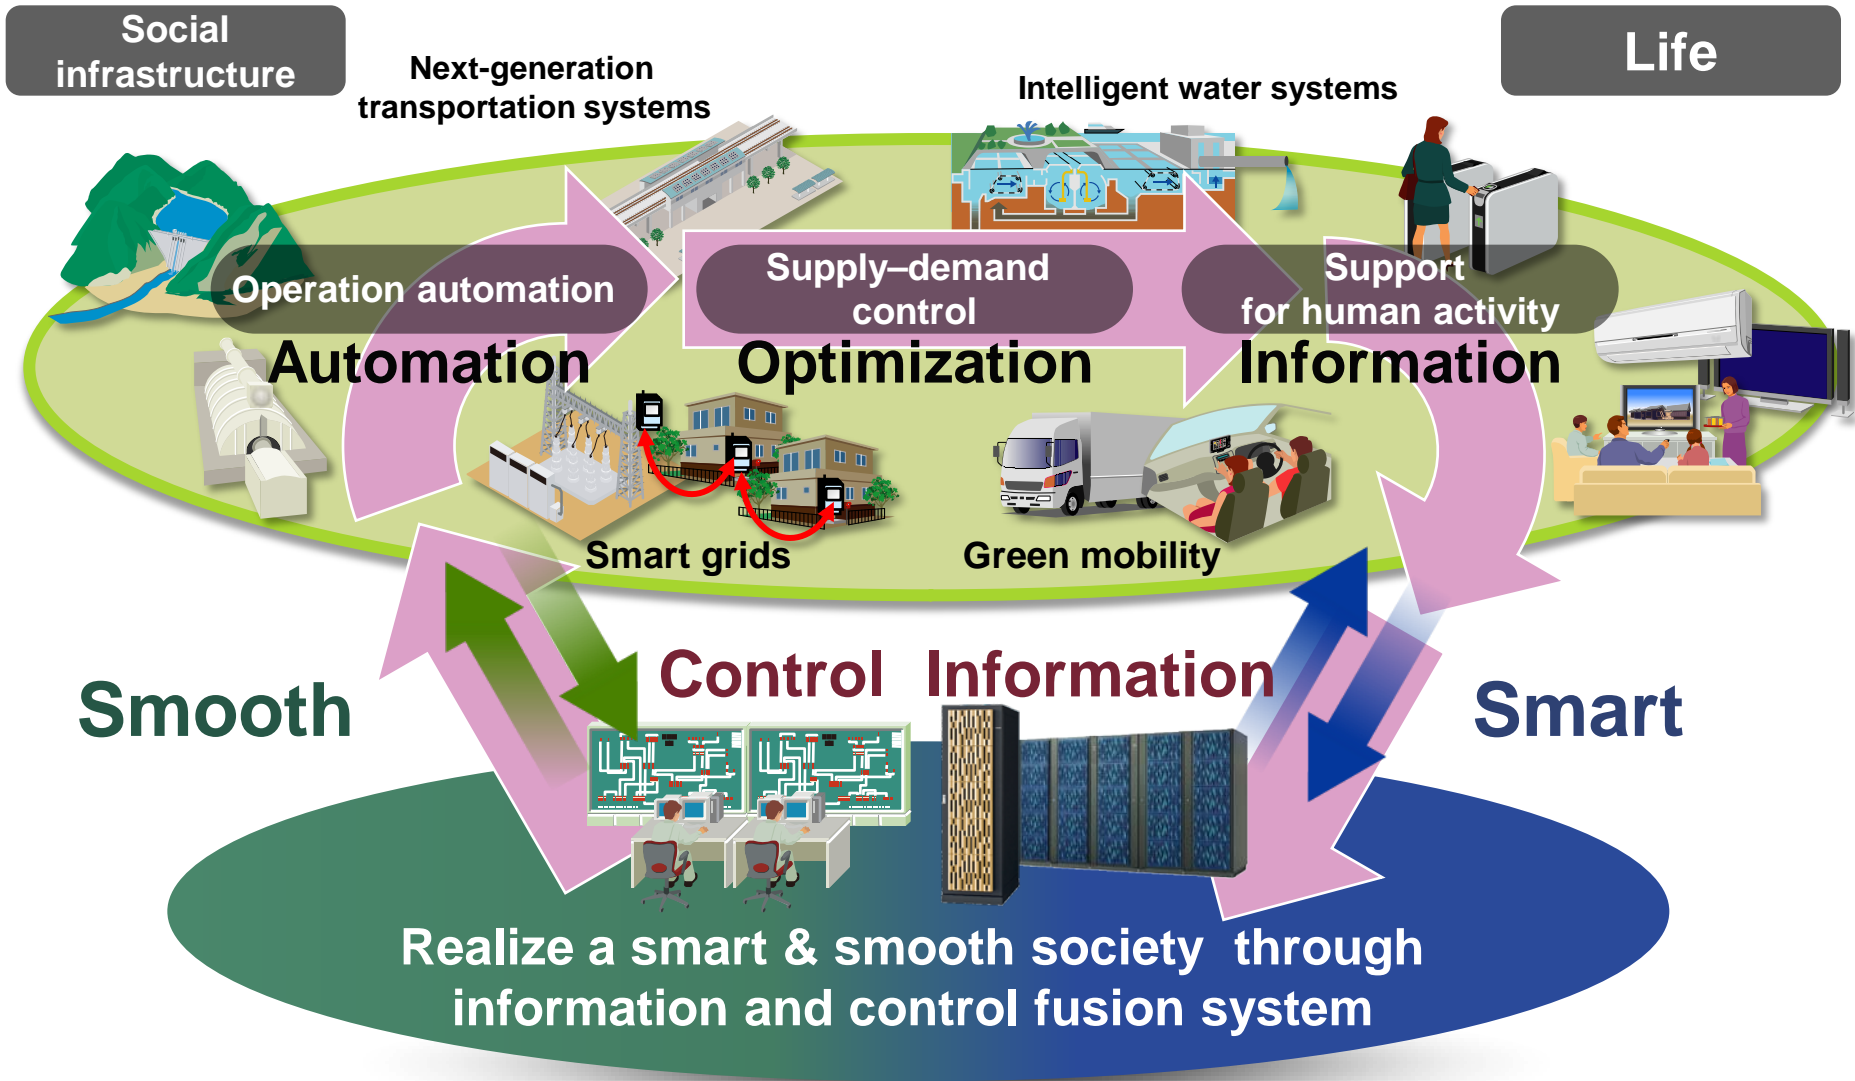 Social
infrastructure
Life
Next-generation
transportation systems
Intelligent water systems
Operation automation
Supply–demand
control
Support
for human activity
Automation
Optimization
Information
Smart grids
Green mobility
Smooth
Control
Information
Smart
Realize a smart & smooth society through
information and control fusion system